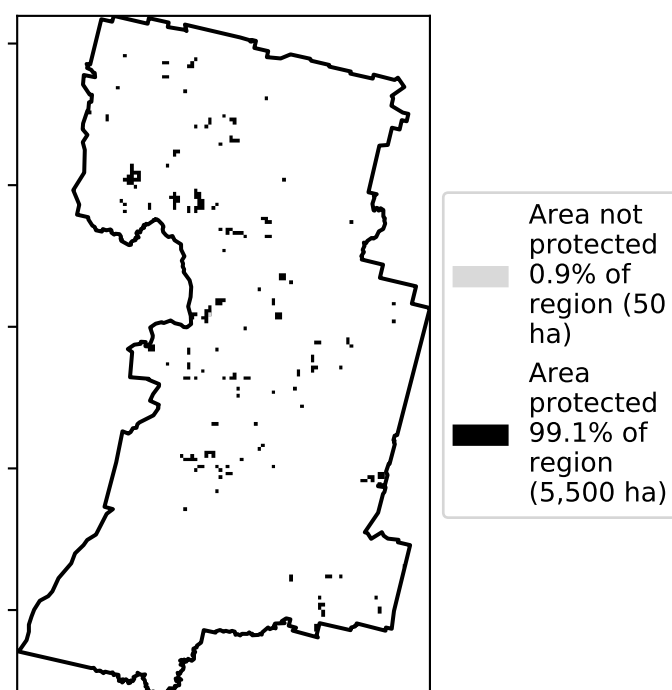 Area not
protected
0.9% of
region (50
ha)
Area
protected
99.1% of
region
(5,500 ha)